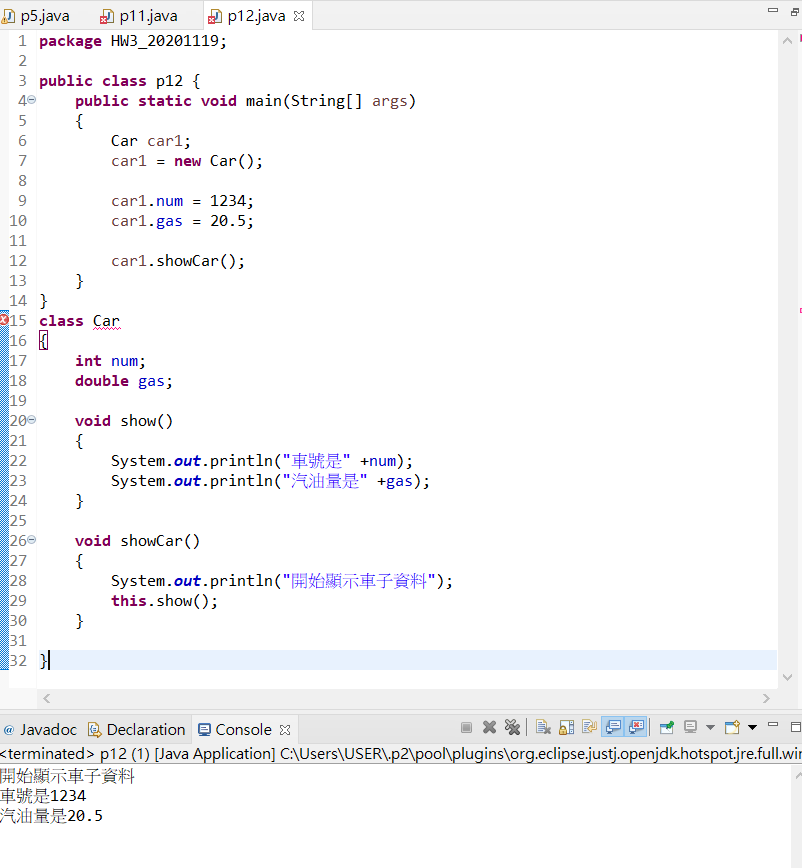 p5.java p11.java p12.java
1 package HW3_20201119;
2
3 public class p12 {
4 public static void main(String[] args)
5 {
6 Car car1;
7 car1 = new Car();
8
9 car1.num = 1234;
10 car1.gas = 20.5;
11
12 car1.showCar();
13 }
14 }
15 class Car
16 {
17 int num;
18 double gas;
19
20 void show()
21 {
22 System.out.println("車號是" +num);
23 System.out.println("汽油量是" +gas);
24 }
25
26 void showCar()
27 {
28 System.out.println("開始顯示車子資料");
29 this.show();
30 }
31
32 }
@ Javadoc Declaration Console
<terminated> p12 (1) [Java Application] C:\Users\USER\.p2\pool\plugins\org.eclipse.justj.openjdk.hotspot.jre.full.wi
開始顯示車子資料
車號是1234
汽油量是20.5